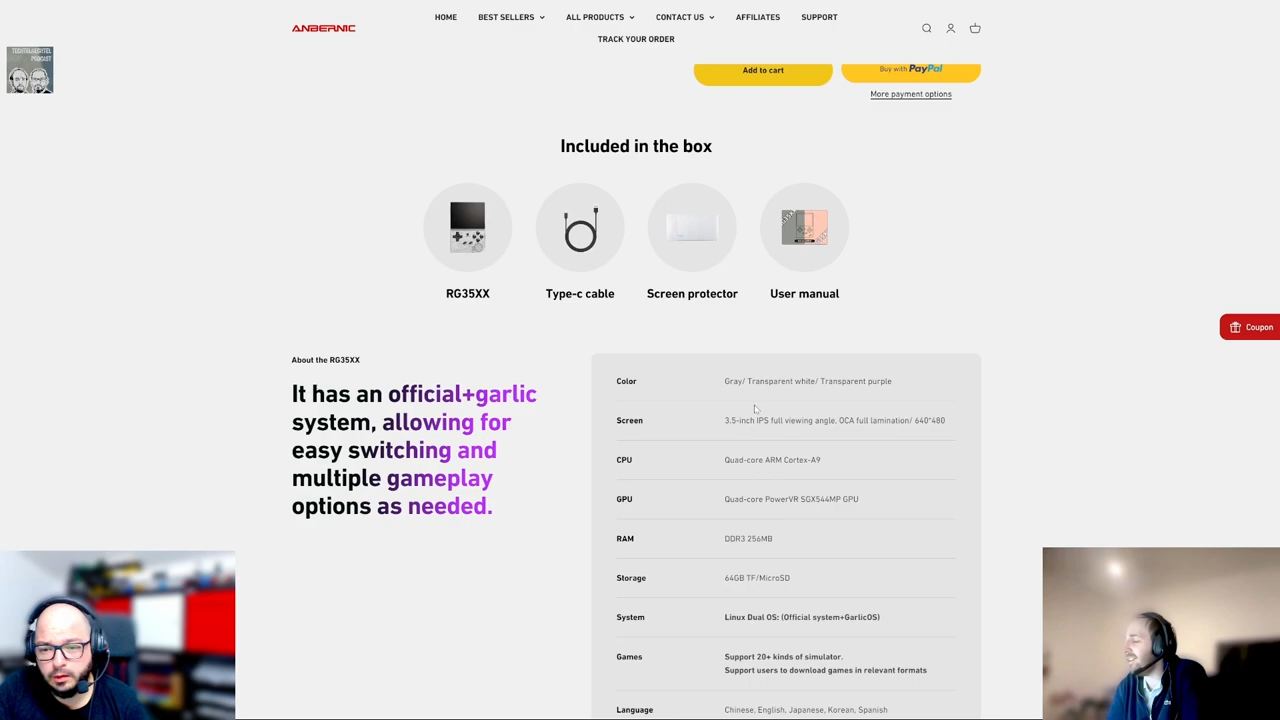 HOME
BEST SELLERS
ALL PRODUCTS
CONTACT US
AFFILIATES
SUPPORT
ANBERNIC
TRACK YOUR ORDER
TECHTELMECHTEL
PODCAST
Add to cart
Buy with PayPal
More payment options
Included in the box
RG35XX
Type-c cable
Screen protector
User manual
Coupon
About the RG35XX
It has an official+garlic
system, allowing for
easy switching and
multiple gameplay
options as needed.
Color Gray/ Transparent white/ Transparent purple
Screen 3.5-inch IPS full viewing angle, OCA full lamination/ 640*480
CPU Quad-core ARM Cortex-A9
GPU Quad-core PowerVR SGX544MP GPU
RAM DDR3 256MB
Storage 64GB TF/MicroSD
System Linux Dual OS: (Official system+GarlicOS)
Games Support 20+ kinds of simulator.
Support users to download games in relevant formats
Language Chinese, English, Japanese, Korean, Spanish